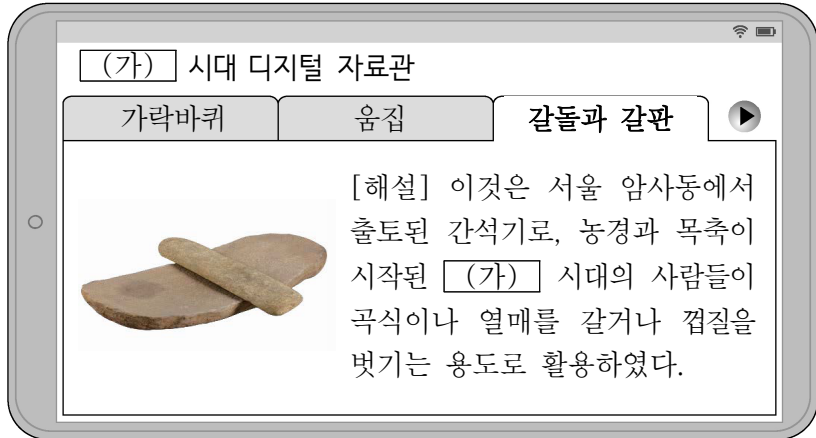 (가) 시대 디지털 자료관
가락바퀴 움집 갈돌과 갈판
[해설] 이것은 서울 암사동에서
출토된 간석기로, 농경과 목축이
시작된 (가) 시대의 사람들이
곡식이나 열매를 갈거나 껍질을
벗기는 용도로 활용하였다.